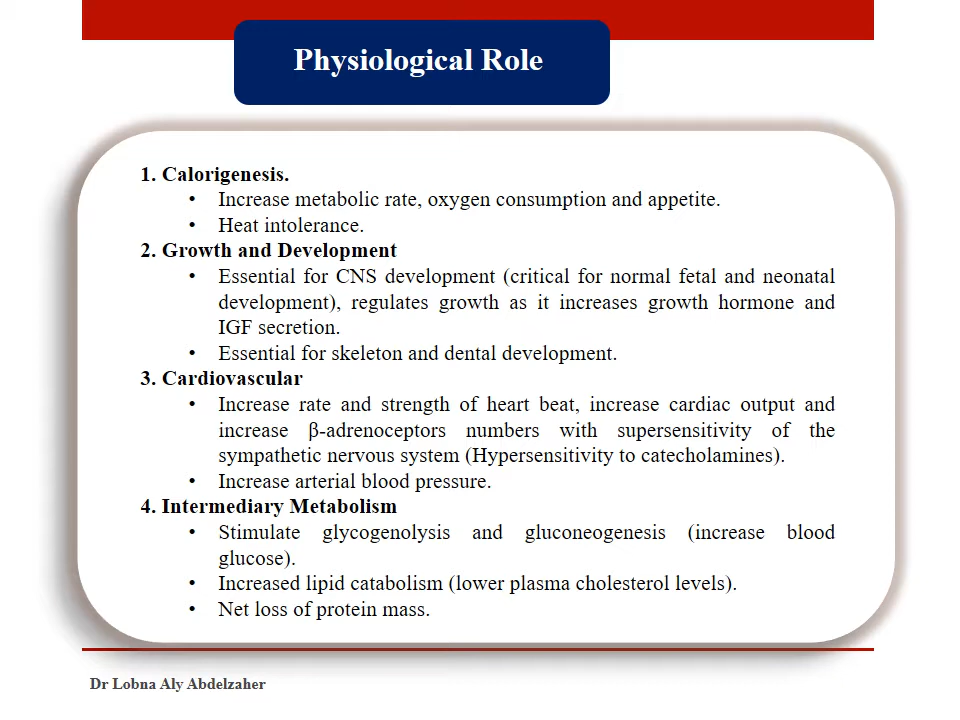 Physiological Role
1. Calorigenesis.
• Increase metabolic rate, oxygen consumption and appetite.
• Heat intolerance.
2. Growth and Development
• Essential for CNS development (critical for normal fetal and neonatal
development), regulates growth as it increases growth hormone and
IGF secretion.
• Essential for skeleton and dental development.
3. Cardiovascular
• Increase rate and strength of heart beat, increase cardiac output and
increase β-adrenoceptors numbers with supersensitivity of the
sympathetic nervous system (Hypersensitivity to catecholamines).
• Increase arterial blood pressure.
4. Intermediary Metabolism
• Stimulate glycogenolysis and gluconeogenesis (increase blood
glucose).
• Increased lipid catabolism (lower plasma cholesterol levels).
• Net loss of protein mass.
Dr Lobna Aly Abdelzaher